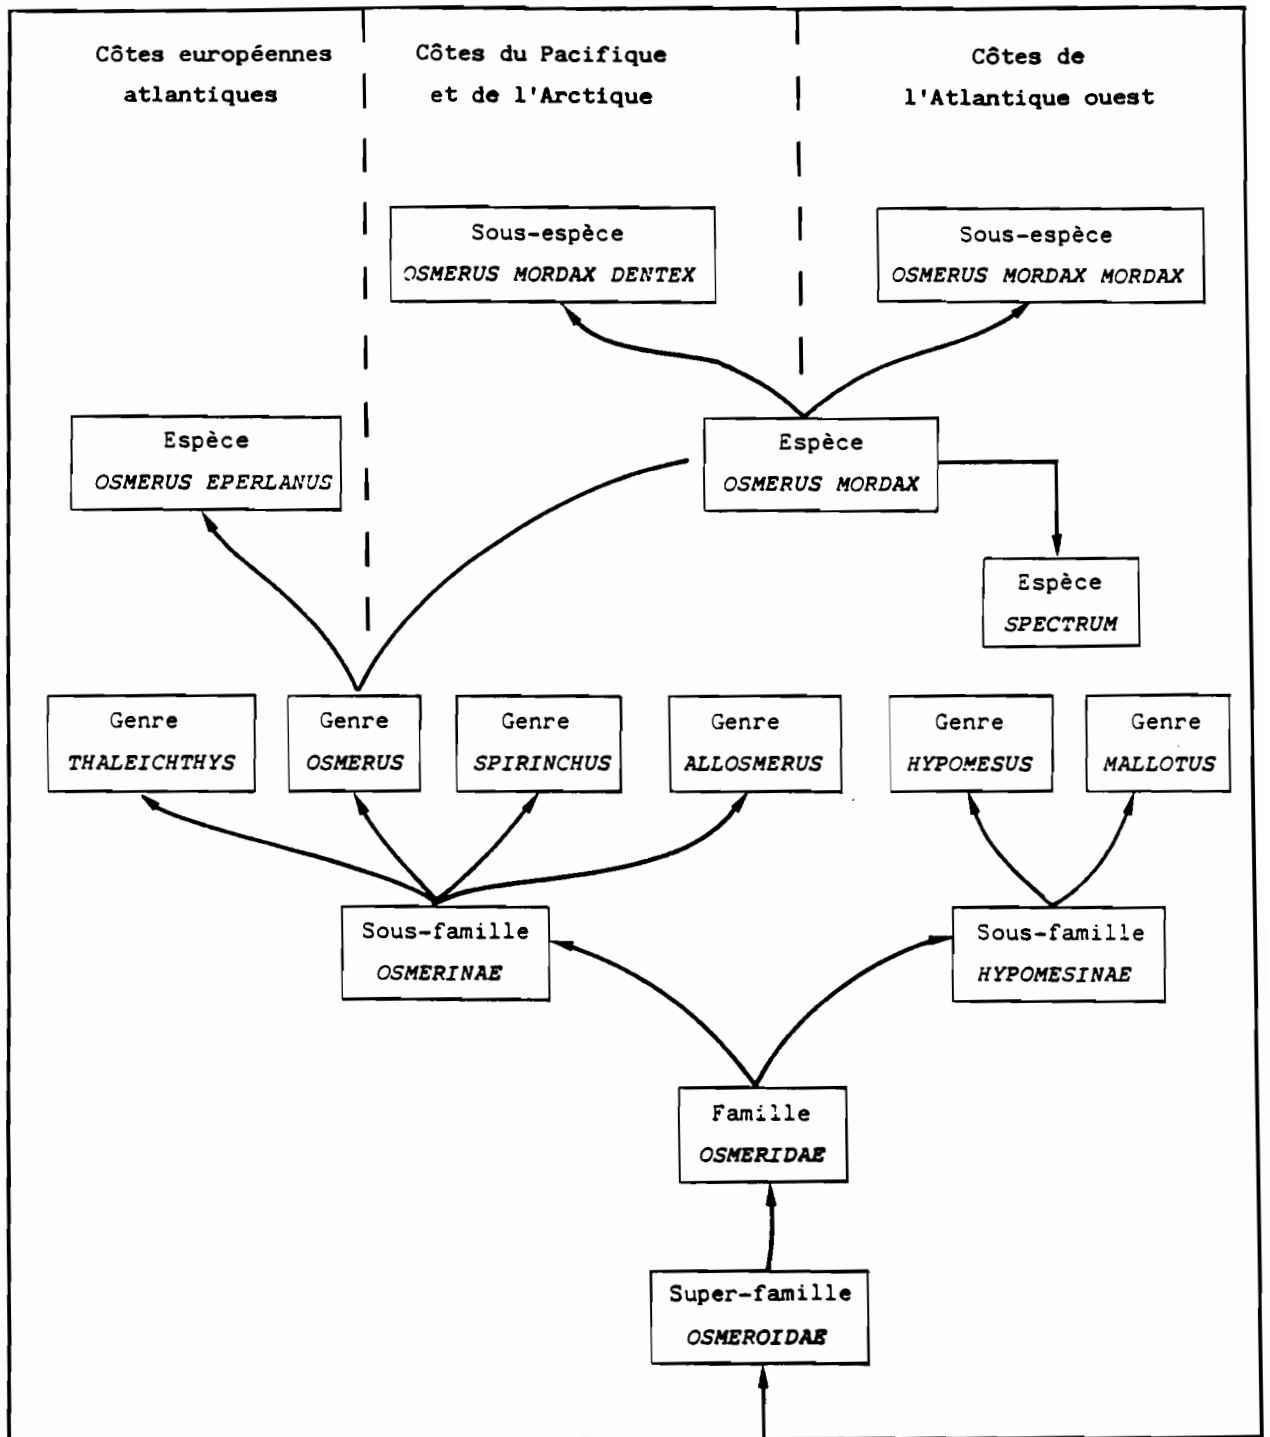 Côtes européennes
atlantiques
Côtes du Pacifique
et de l'Arctique
Côtes de
l'Atlantique ouest
Sous-espèce
OSMERUS MORDAX DENTEX
Sous-espèce
OSMERUS MORDAX MORDAX
Espèce
OSMERUS EPERLANUS
Espèce
OSMERUS MORDAX
Espèce
SPECTRUM
Genre
THALEICHTHYS
Genre
OSMERUS
Genre
SPIRINCHUS
Genre
ALLOSMERUS
Genre
HYPOMESUS
Genre
MALLOTUS
Sous-famille
OSMERINAE
Sous-famille
HYPOMESINAE
Famille
OSMERIDAE
Super-famille
OSMEROIDAE